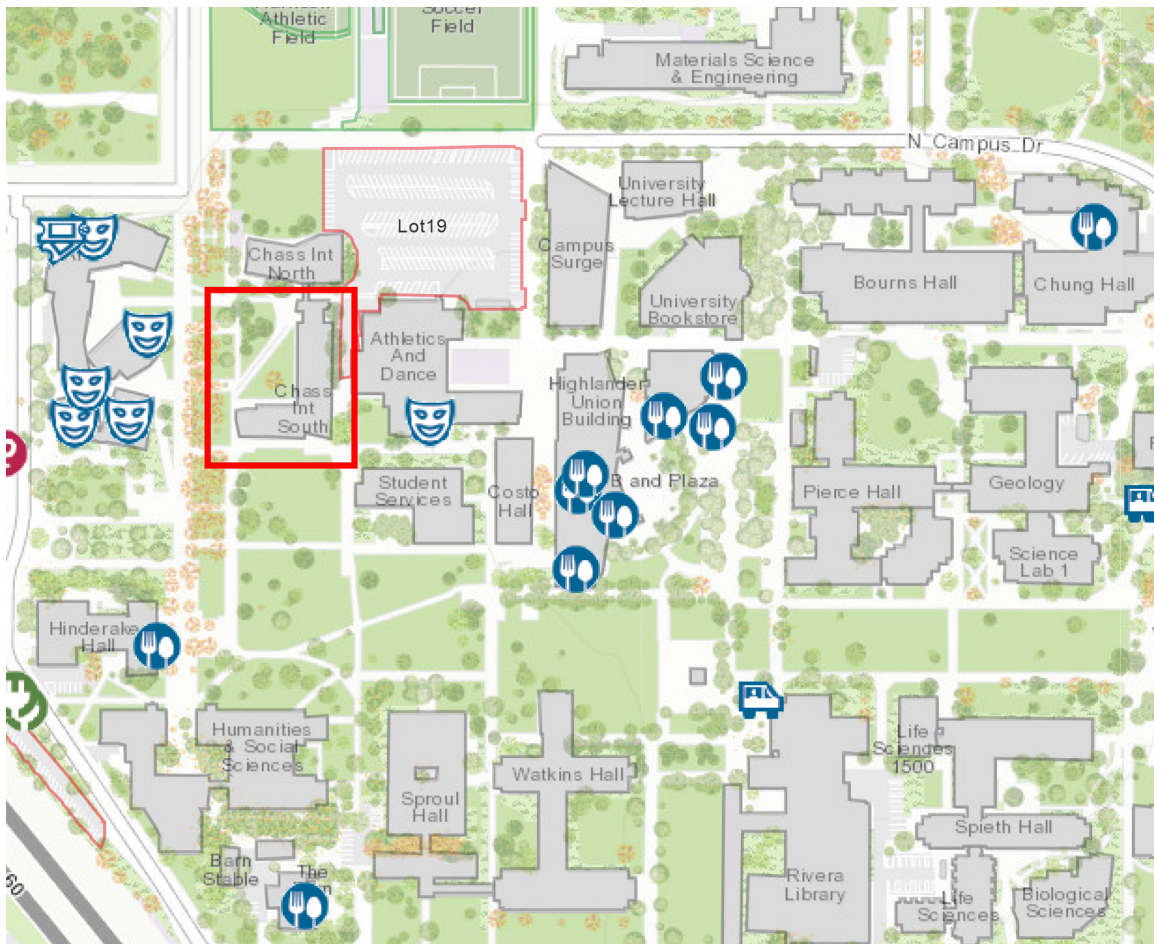 Athletic
Field
Soccer
Field
Materials Science
& Engineering
N Campus Dr
University
Lecture Hall
Lot19
Chass Int
North
Campus
Surge
University
Bookstore
Bourns Hall
Chung Hall
Athletics
And
Dance
Chass
Int
South
Highlander
Union
Building
B and Plaza
Student
Services
Costo
Hall
Pierce Hall
Geology
Science
Lab 1
Hinderake
Hall
Humanities
& Social
Sciences
Sproul
Hall
Watkins Hall
Life
Sciences
1500
Spieth Hall
Barn
Stable
The
Rivera
Library
Life
Sciences
Biological
Sciences